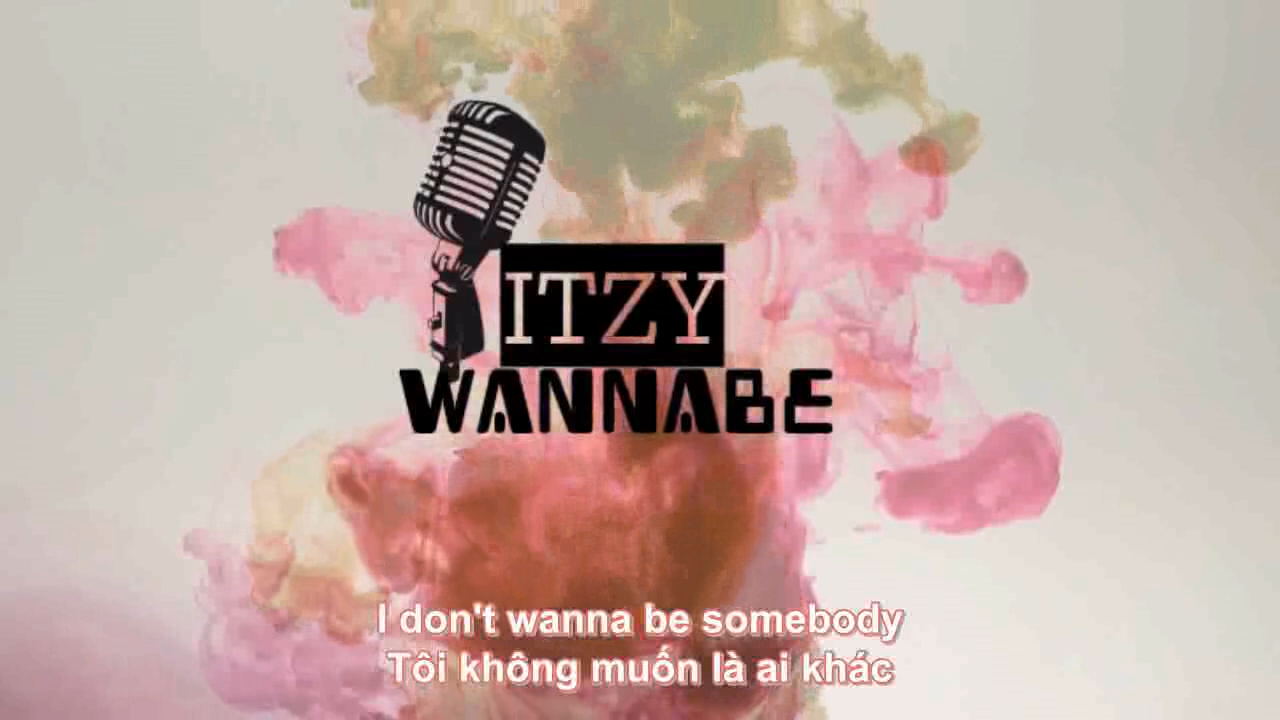 ITZY
WANNABE
I don't wanna be somebody
Tôi không muốn là ai khác